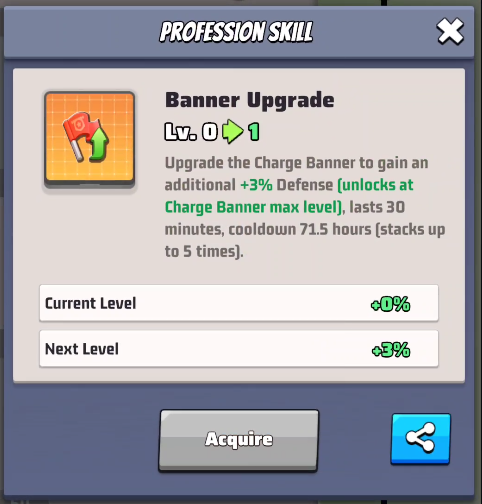 PROFESSION SKILL
Banner Upgrade
Lv. 0 1
Upgrade the Charge Banner to gain an
additional +3% Defense (unlocks at
Charge Banner max level), lasts 30
minutes, cooldown 71.5 hours (stacks up
to 5 times).
Current Level +0%
Next Level +3%
Acquire